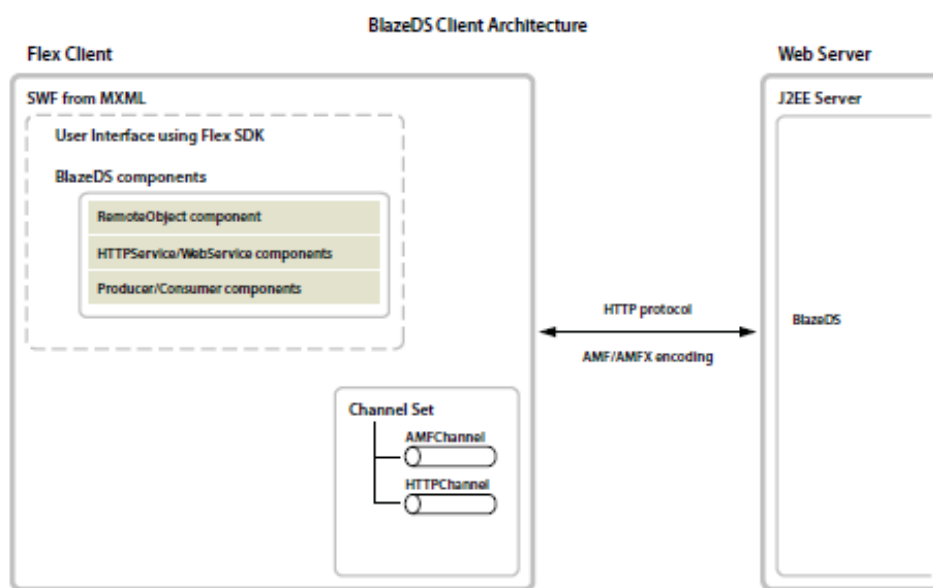 BlazeDS Client Architecture
Flex Client
Web Server
SWF from MXML
J2EE Server
User Interface using Flex SDK
BlazeDS components
RemoteObject component
HTTPService/WebService components
Producer/Consumer components
HTTP protocol
BlazeDS
AMF/AMFX encoding
Channel Set
AMFChannel
HTTPChannel